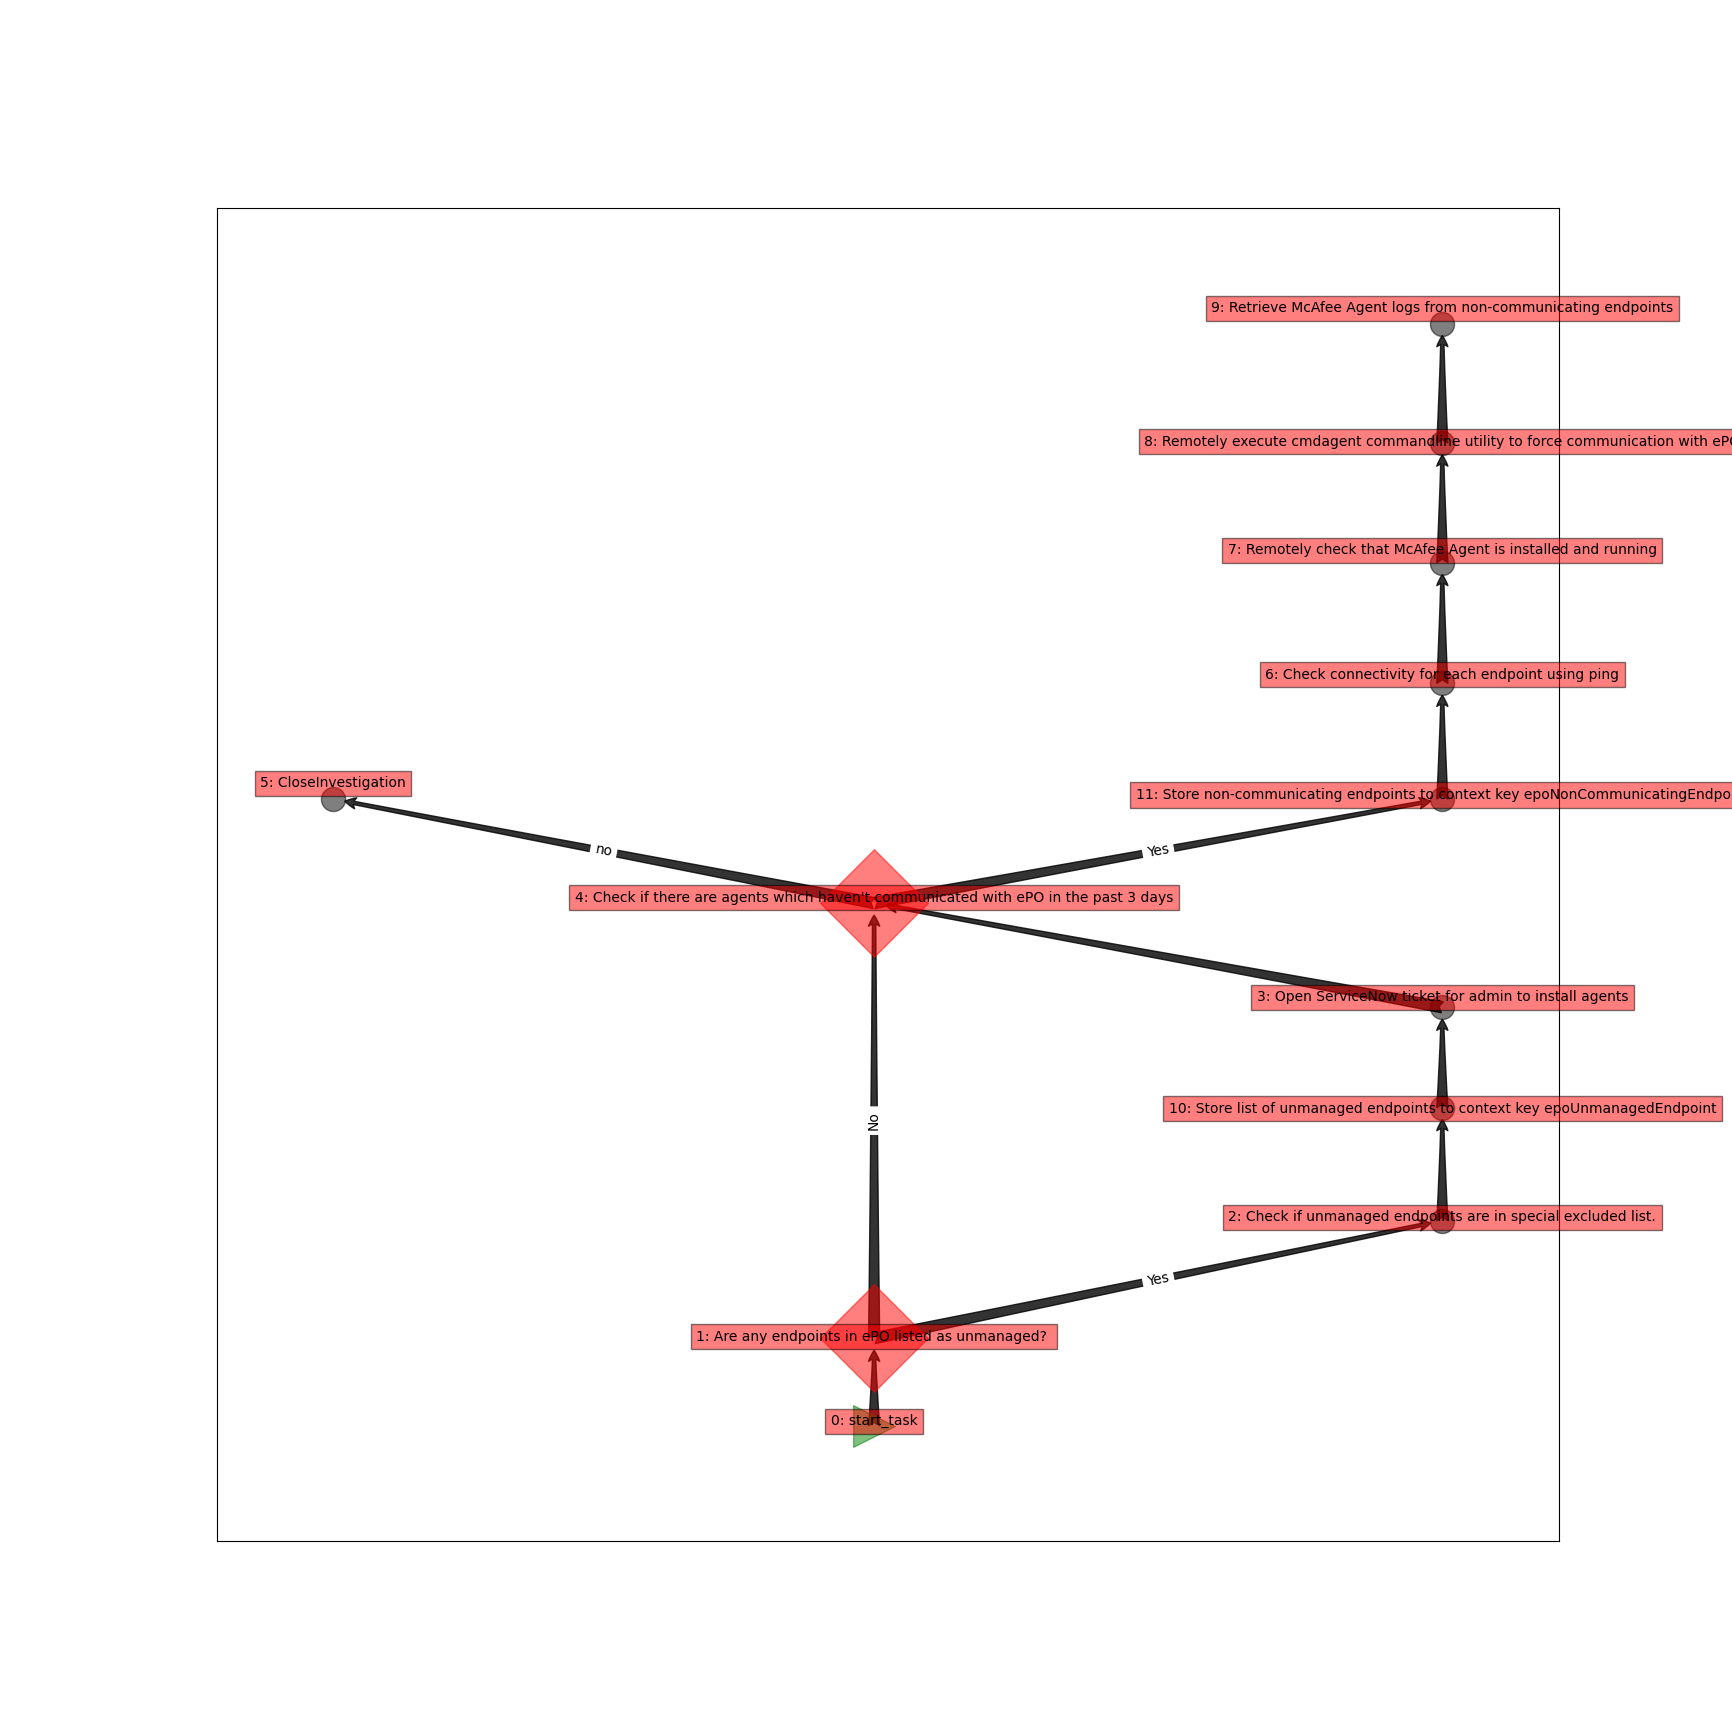 9: Retrieve McAfee Agent logs from non-communicating endpoints
8: Remotely execute cmdagent commandline utility to force communication with
7: Remotely check that McAfee Agent is installed and running
6: Check connectivity for each endpoint using ping
5: CloseInvestigation
11: Store non-communicating endpoints to context key
no
Yes
4: Check if there are agents which haven't communicated with ePO in the past 3 days
3: Open ServiceNow ticket for admin to install agents
10: Store list of unmanaged endpoints to context key epoUnmanagedEndpoint
No
2: Check if unmanaged endpoints are in special excluded list.
Yes
1: Are any endpoints in ePO listed as unmanaged?
0: start_task